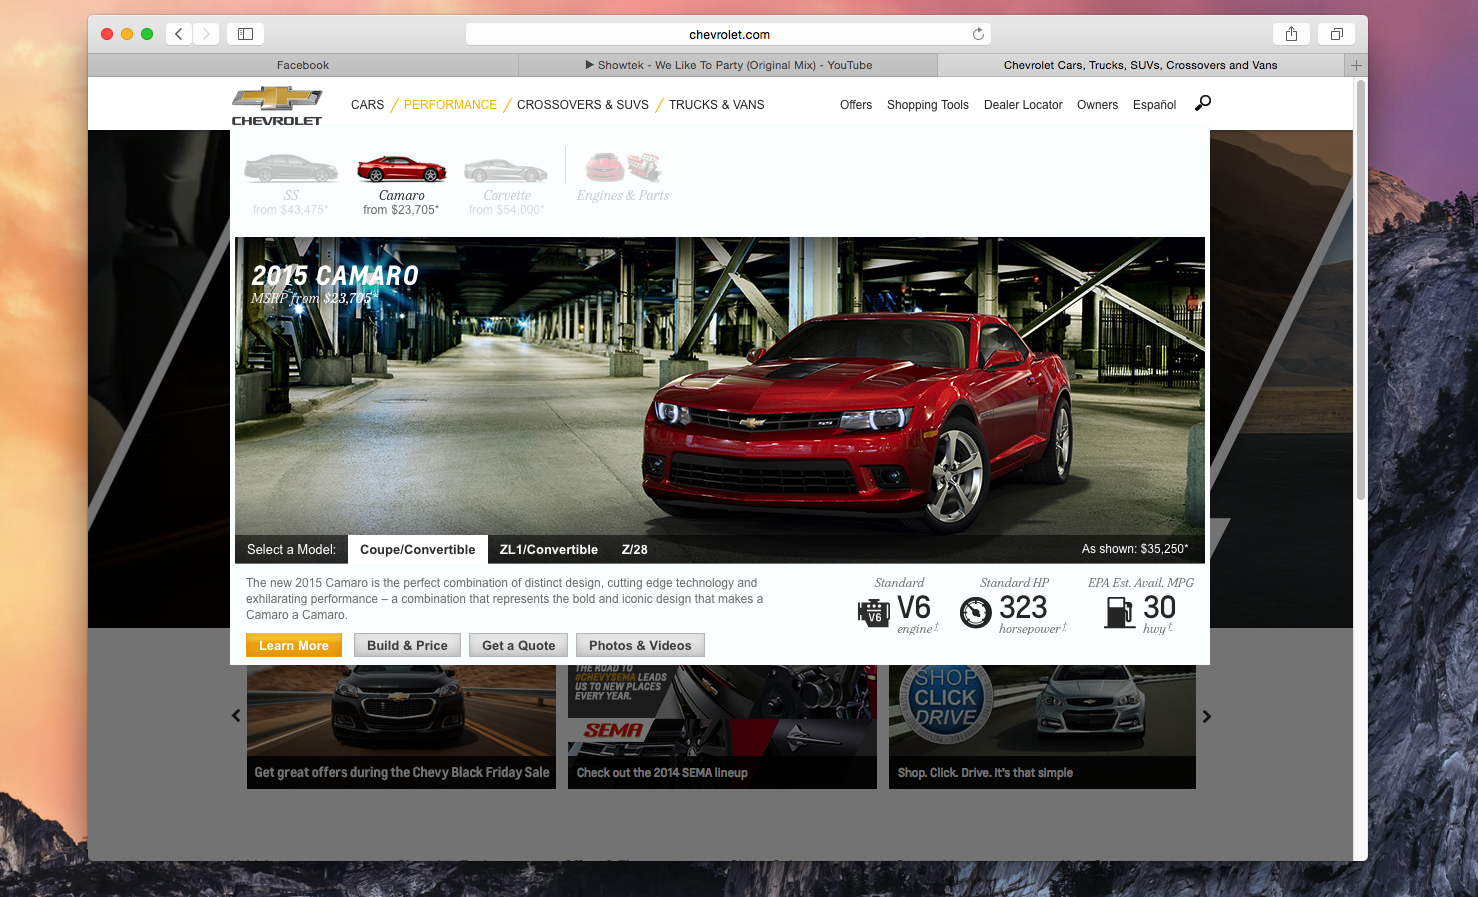 chevrolet.com
Facebook
▶ Showtek - We Like To Party (Original Mix) - YouTube
Chevrolet Cars, Trucks, SUVs, Crossovers and Vans
CHEVROLET
CARS / PERFORMANCE / CROSSOVERS & SUVS / TRUCKS & VANS
Offers Shopping Tools Dealer Locator Owners Español
SS
from $43,475*
Camaro
from $23,705*
Corvette
from $54,000*
Engines & Parts
2015 CAMARO
MSRP from $23,705*
SS
Select a Model: Coupe/Convertible ZL1/Convertible Z/28
As shown: $35,250*
The new 2015 Camaro is the perfect combination of distinct design, cutting edge technology and
exhilarating performance – a combination that represents the bold and iconic design that makes a
Camaro a Camaro.
Standard
V6
V6
engine†
Standard HP
323
horsepower†
EPA Est. Avail. MPG
30
hwy†
Learn More Build & Price Get a Quote Photos & Videos
Get great offers during the Chevy Black Friday Sale
THE ROAD TO
#CHEVYSEMA LEADS
US TO NEW PLACES
EVERY YEAR.
SEMA
Check out the 2014 SEMA lineup
SHOP
CLICK
DRIVE
Shop. Click. Drive. It's that simple